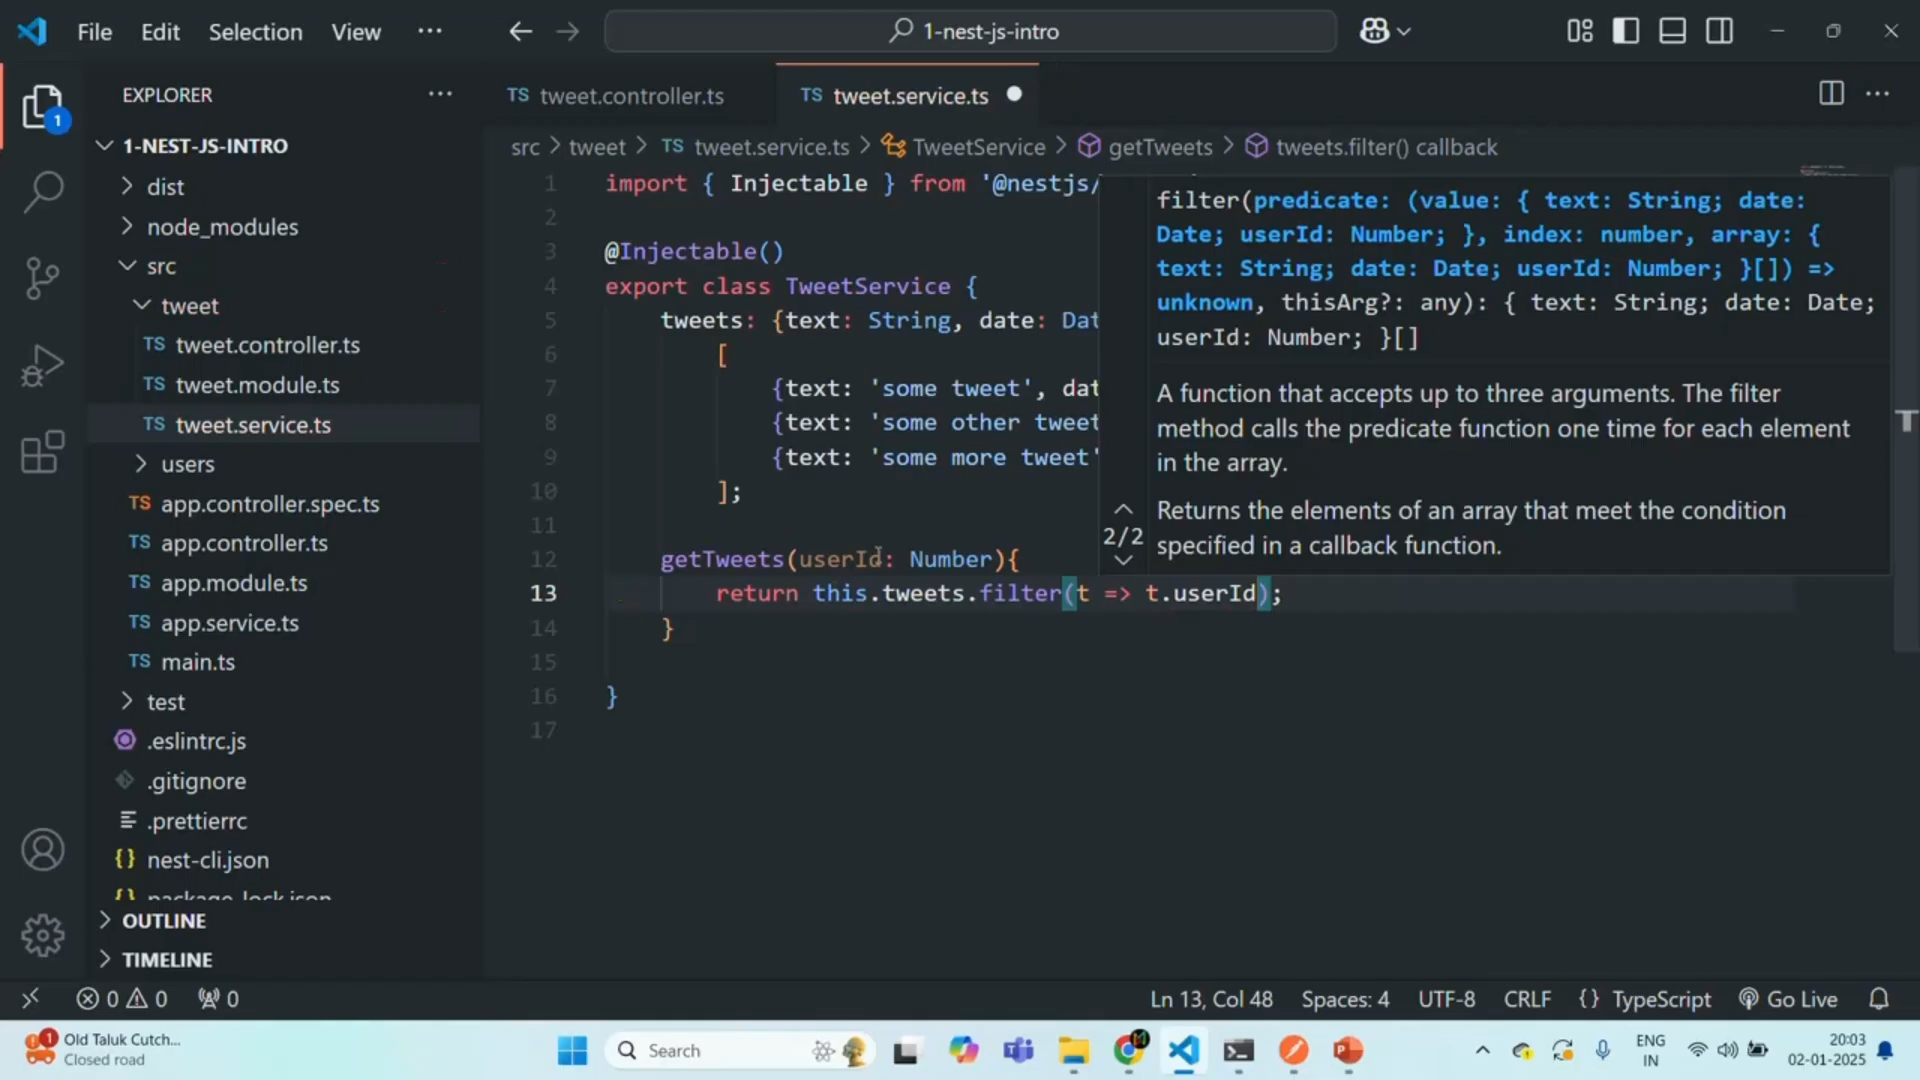 File Edit Selection View ··· 1-nest-js-intro
EXPLORER ···
1-NEST-JS-INTRO
dist
node_modules
src
tweet
TS tweet.controller.ts
TS tweet.module.ts
TS tweet.service.ts
users
TS app.controller.spec.ts
TS app.controller.ts
TS app.module.ts
TS app.service.ts
TS main.ts
test
.eslintrc.js
.gitignore
.prettierrc
{} nest-cli.json
OUTLINE
TIMELINE
TS tweet.controller.ts TS tweet.service.ts
src > tweet > TS tweet.service.ts > TweetService > getTweets > tweets.filter() callback
1 import { Injectable } from '@nestjs/
2
3 @Injectable()
4 export class TweetService {
5 tweets: {text: String, date: Dat
6 [
7 {text: 'some tweet', dat
8 {text: 'some other tweet
9 {text: 'some more tweet'
10 ];
11
12 getTweets(userId: Number){
13 return this.tweets.filter(t => t.userId);
14 }
15
16 }
17
filter(predicate: (value: { text: String; date:
Date; userId: Number; }, index: number, array: {
text: String; date: Date; userId: Number; }[]) =>
unknown, thisArg?: any): { text: String; date: Date;
userId: Number; }[]
A function that accepts up to three arguments. The filter
method calls the predicate function one time for each element
in the array.
2/2
Returns the elements of an array that meet the condition
specified in a callback function.
0 0 0 Ln 13, Col 48 Spaces: 4 UTF-8 CRLF {} TypeScript Go Live
1
Old Taluk Cutch...
Closed road
Search
ENG
IN
20:03
02-01-2025